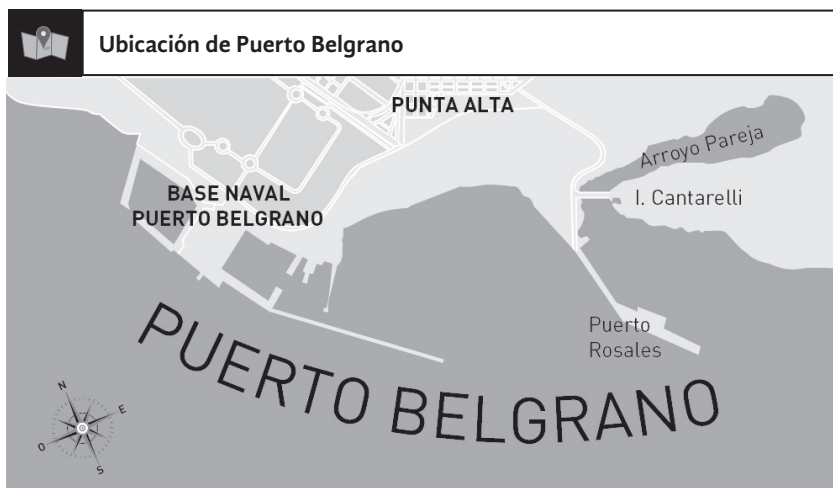 Ubicación de Puerto Belgrano
PUNTA ALTA
Arroyo Pareja
I. Cantarelli
BASE NAVAL
PUERTO BELGRANO
Puerto
Rosales
PUERTO BELGRANO
N
E
O
S